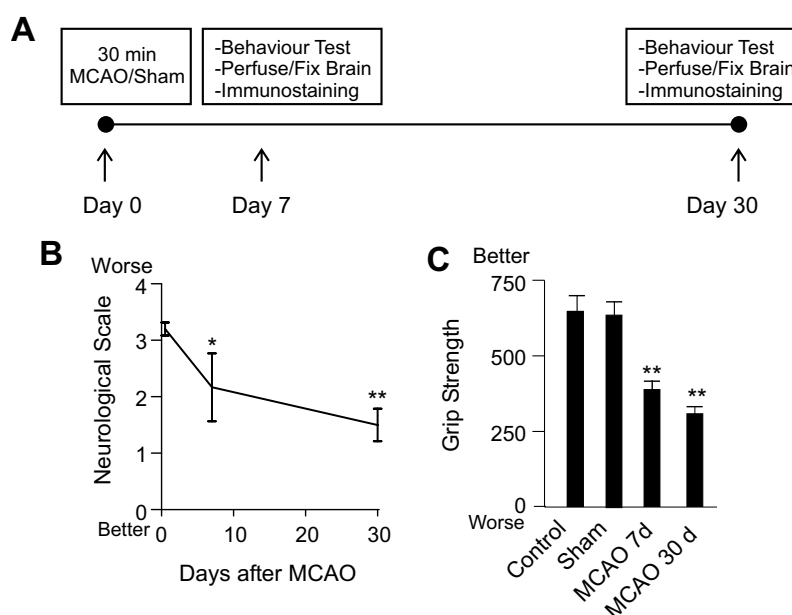 A
30 min
MCAO/Sham
-Behaviour Test
-Perfuse/Fix Brain
-Immunostaining
-Behaviour Test
-Perfuse/Fix Brain
-Immunostaining
Day 0
Day 7
Day 30
B
Worse
4
3
2
1
0
Neurological Scale
*
**
Better
0
10
20
30
Days after MCAO
C
Better
750
500
250
0
Grip Strength
**
**
Worse
Control
Sham
MCAO 7d
MCAO 30 d